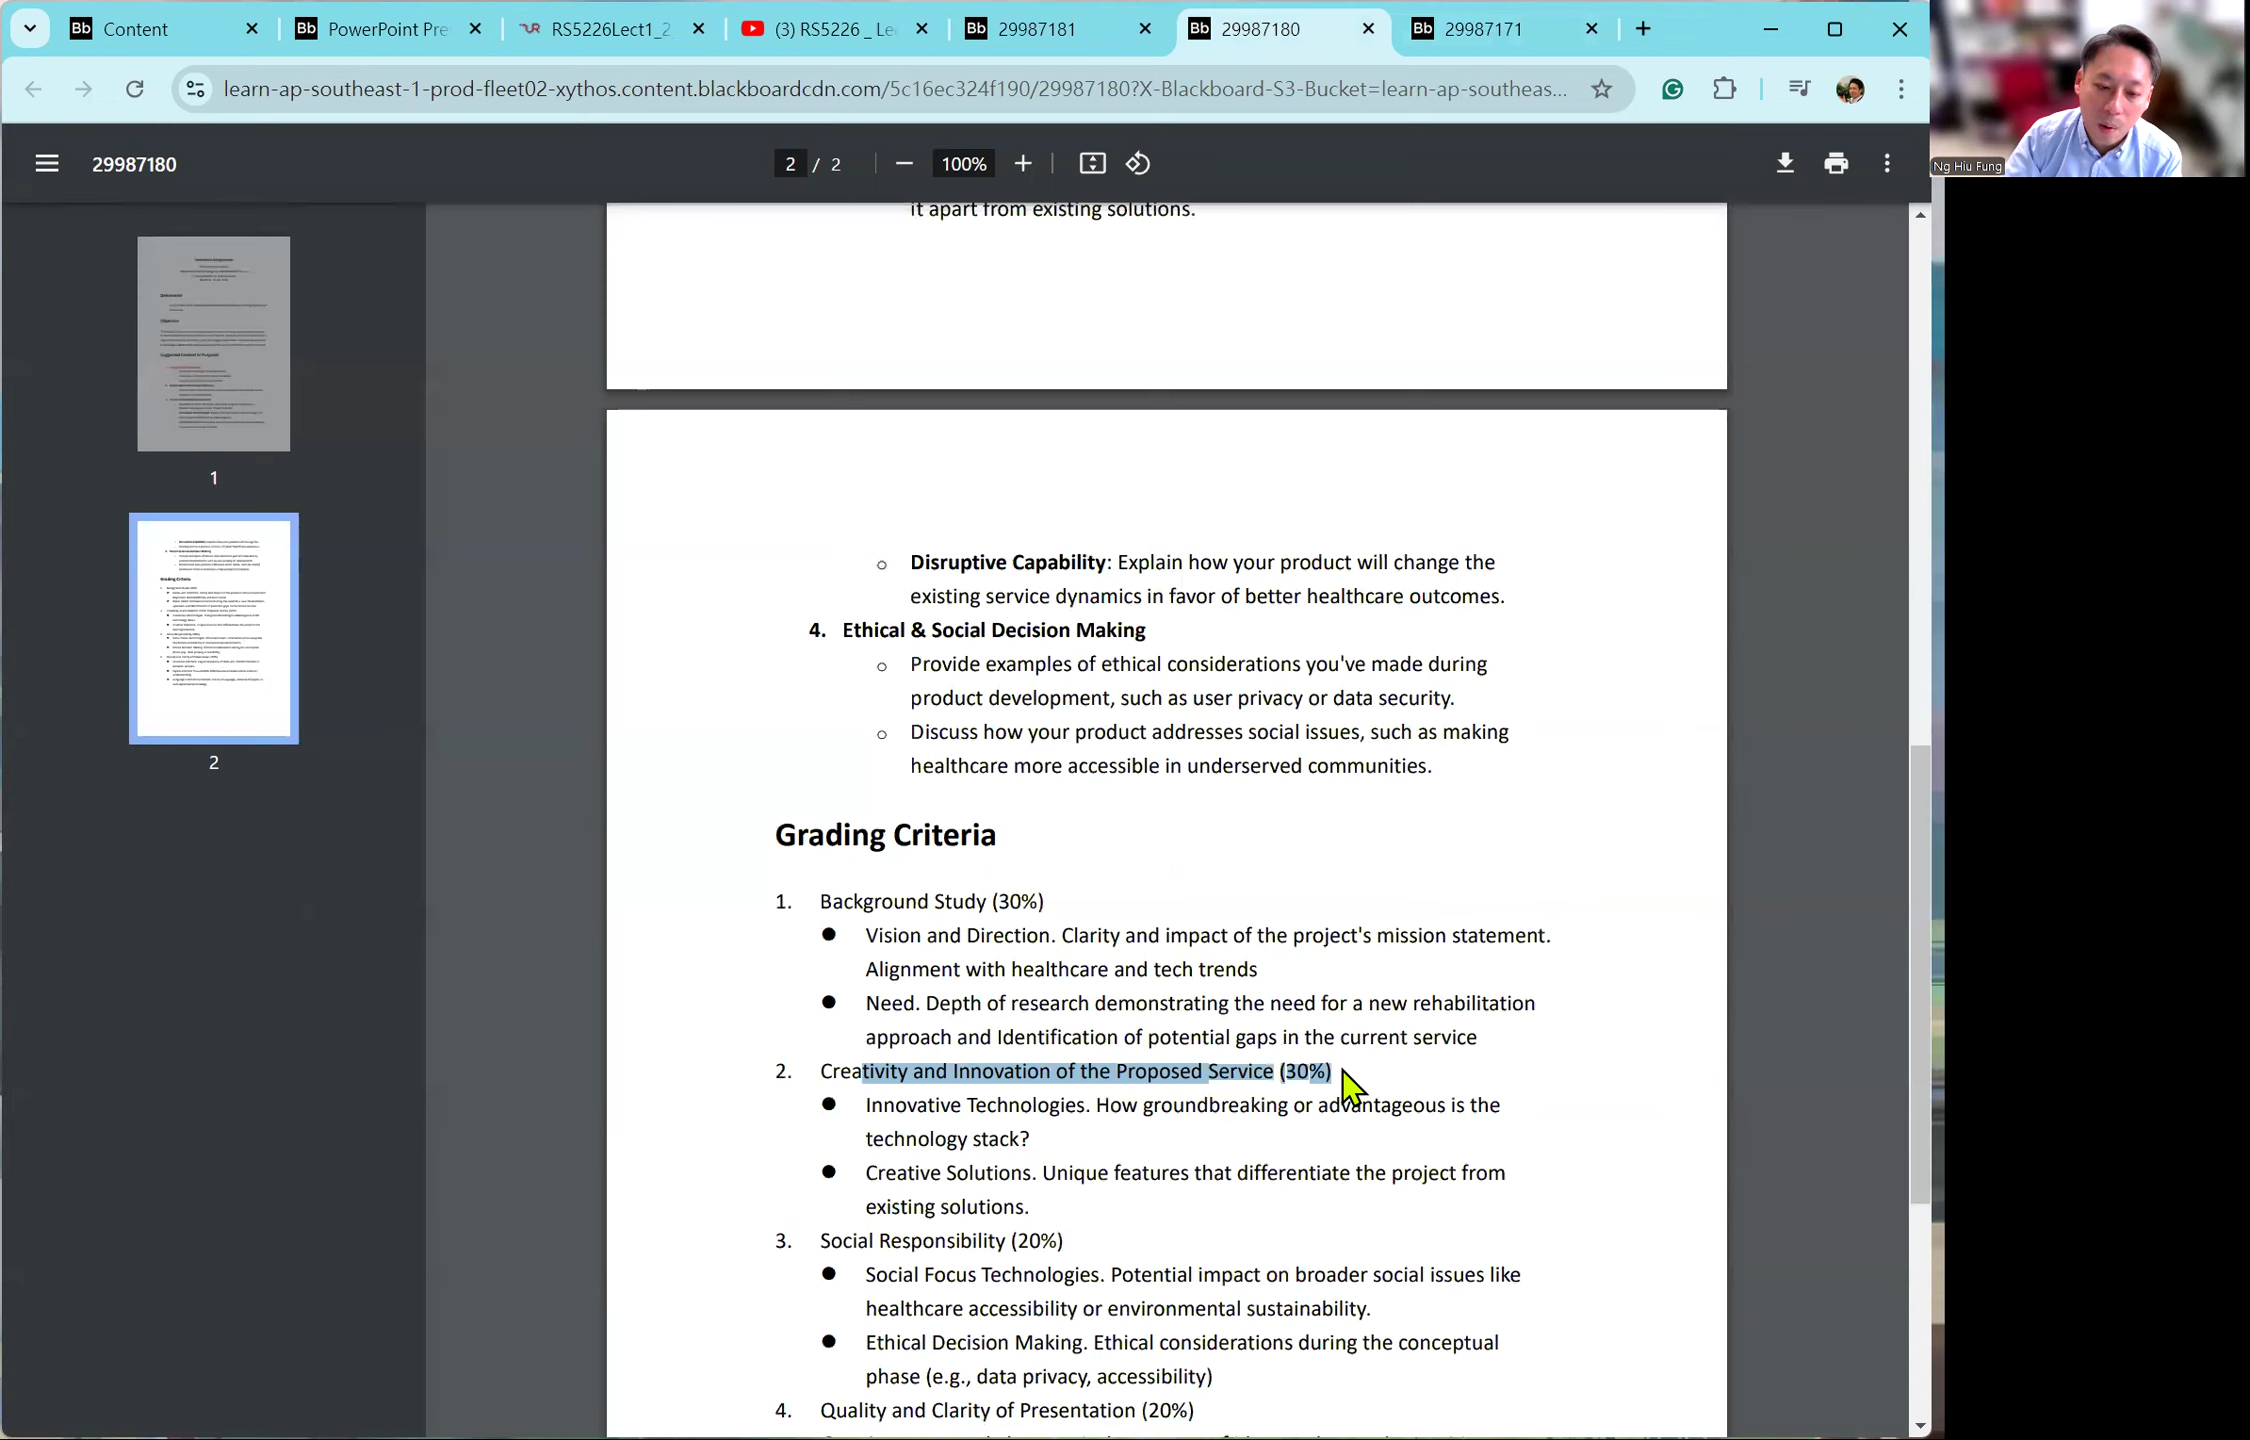 Content
PowerPoint Pre
RS5226Lect1_2
(3) RS5226 _ Le
29987181
29987180
29987171
learn-ap-southeast-1-prod-fleet02-xythos.content.blackboardcdn.com/5c16ec324f190/29987180?X-Blackboard-S3-Bucket=learn-ap-southeas...
Ng Hiu Fung
29987180
2 / 2
100%
1
2
it apart from existing solutions.
○ Disruptive Capability: Explain how your product will change the
existing service dynamics in favor of better healthcare outcomes.
4. Ethical & Social Decision Making
○ Provide examples of ethical considerations you've made during
product development, such as user privacy or data security.
○ Discuss how your product addresses social issues, such as making
healthcare more accessible in underserved communities.
Grading Criteria
1. Background Study (30%)
● Vision and Direction. Clarity and impact of the project's mission statement.
Alignment with healthcare and tech trends
● Need. Depth of research demonstrating the need for a new rehabilitation
approach and Identification of potential gaps in the current service
2. Creativity and Innovation of the Proposed Service (30%)
● Innovative Technologies. How groundbreaking or advantageous is the
technology stack?
● Creative Solutions. Unique features that differentiate the project from
existing solutions.
3. Social Responsibility (20%)
● Social Focus Technologies. Potential impact on broader social issues like
healthcare accessibility or environmental sustainability.
● Ethical Decision Making. Ethical considerations during the conceptual
phase (e.g., data privacy, accessibility)
4. Quality and Clarity of Presentation (20%)